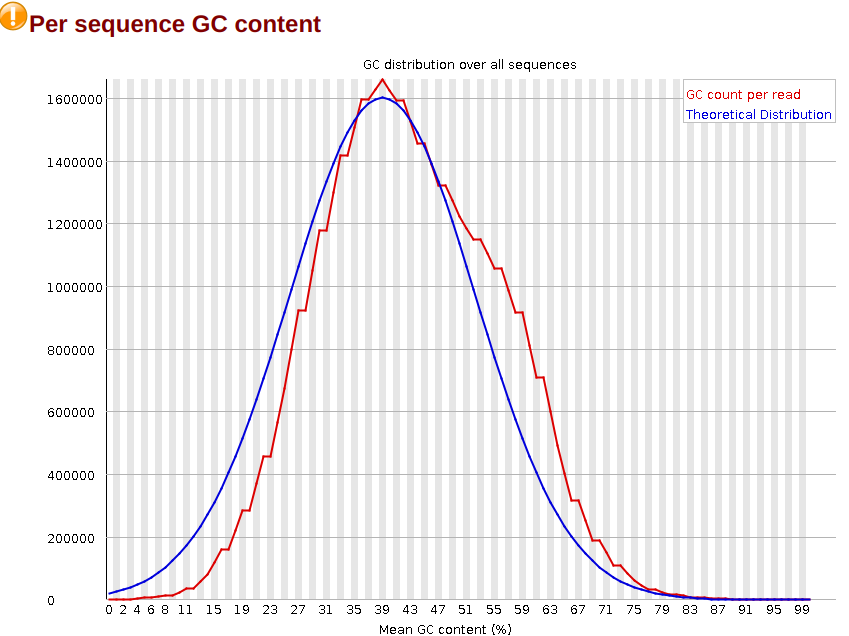 Per sequence GC content
GC distribution over all sequences
GC count per read
Theoretical Distribution
1600000
1400000
1200000
1000000
800000
600000
400000
200000
0
0 2 4 6 8 11 15 19 23 27 31 35 39 43 47 51 55 59 63 67 71 75 79 83 87 91 95 99
Mean GC content (%)